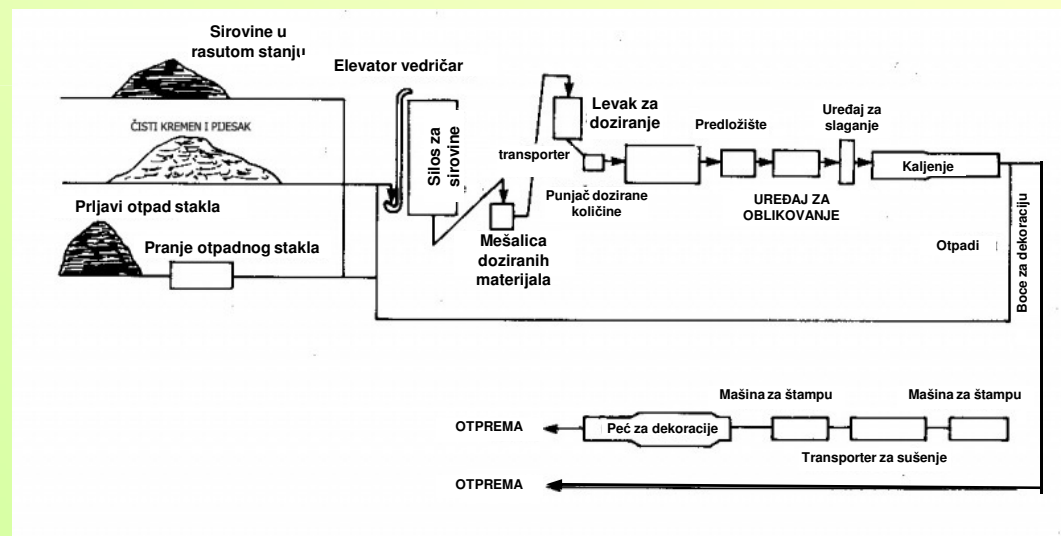 Sirovine u
rasutom stanju
Elevator vedričar
ČISTI KREMEN I PIJESAK
Silos za
sirovine
Levak za
doziranje
transporter
Punjač dozirane
količine
Predložište
Uređaj za
slaganje
Kaljenje
UREĐAJ ZA
OBLIKOVANJE
Prljavi otpad stakla
Pranje otpadnog stakla
Mešalica
doziranih
materijala
Otpadi
Boce za dekoraciju
Mašina za štampu
Mašina za štampu
OTPREMA
Peć za dekoracije
Transporter za sušenje
OTPREMA